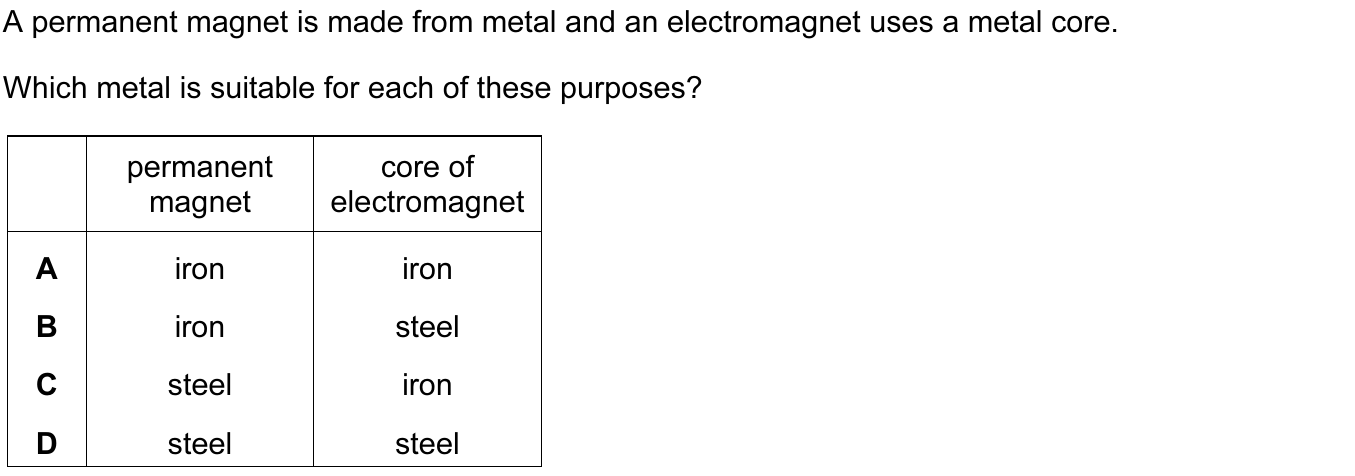 A permanent magnet is made from metal and an electromagnet uses a metal core.
Which metal is suitable for each of these purposes?
permanent magnet core of electromagnet
A iron iron
B iron steel
C steel iron
D steel steel